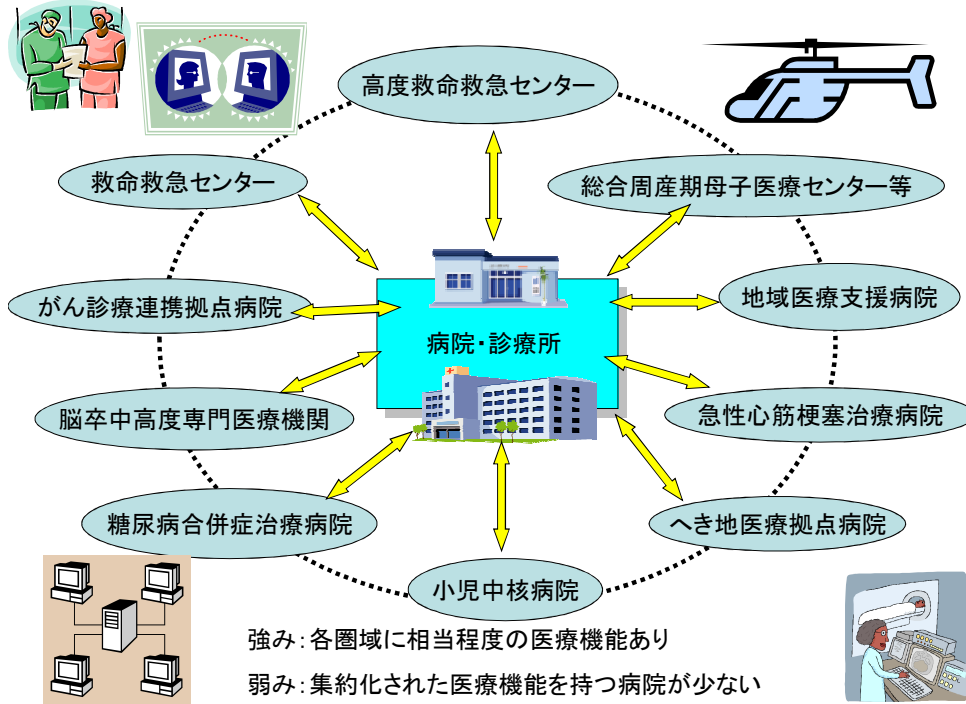 高度救命救急センター
救命救急センター
総合周産期母子医療センター等
がん診療連携拠点病院
地域医療支援病院
病院・診療所
脳卒中高度専門医療機関
急性心筋梗塞治療病院
糖尿病合併症治療病院
へき地医療拠点病院
小児中核病院
強み：各圏域に相当程度の医療機能あり
弱み：集約化された医療機能を持つ病院が少ない